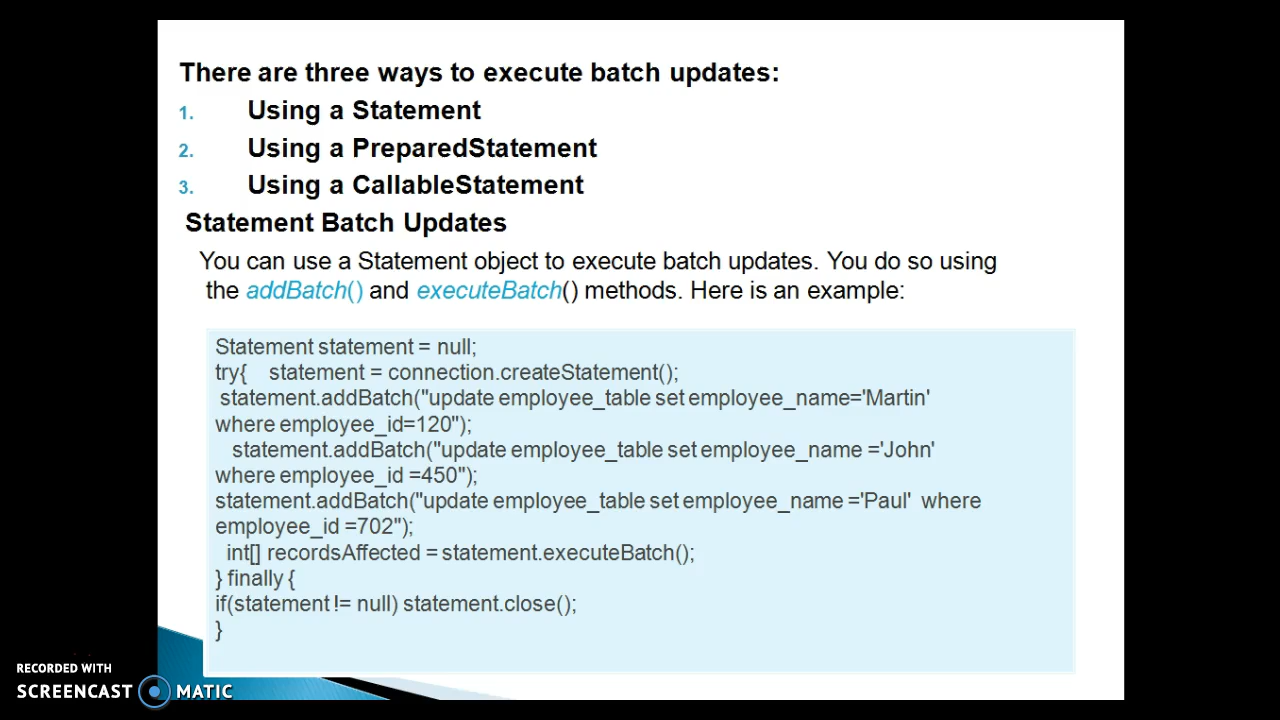 There are three ways to execute batch updates:
1. Using a Statement
2. Using a PreparedStatement
3. Using a CallableStatement
Statement Batch Updates
You can use a Statement object to execute batch updates. You do so using
the addBatch() and executeBatch() methods. Here is an example:
Statement statement = null;
try{ statement = connection.createStatement();
statement.addBatch("update employee_table set employee_name='Martin'
where employee_id=120");
statement.addBatch("update employee_table set employee_name ='John'
where employee_id =450");
statement.addBatch("update employee_table set employee_name ='Paul' where
employee_id =702");
int[] recordsAffected = statement.executeBatch();
} finally {
if(statement != null) statement.close();
}
RECORDED WITH
SCREENCAST MATIC